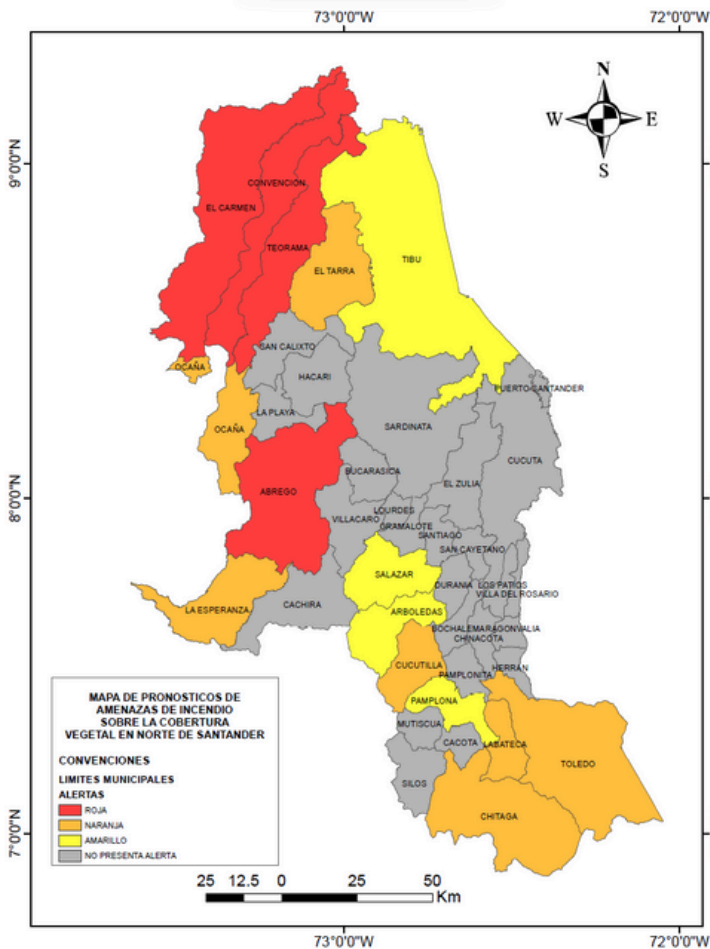 73°0'0"W
72°0'0"W
N
W
E
S
9°0'0"N
CONVENCION
EL CARMEN
TEORAMA
TIBU
EL TARRA
SAN CALIXTO
OCAÑA
HACARI
PUERTO SANTANDER
LA PLAYA
OCAÑA
SARDINATA
CUCUTA
BUCARASICA
EL ZULIA
ABREGO
8°0'0"N
LOURDES
VILLACARO
GRAMALOTE
SANTIAGO
SAN CAYETANO
SALAZAR
DURANIA
LOS PATIOS
VILLA DEL ROSARIO
CACHIRA
LA ESPERANZA
ARBOLEDAS
BOCHALEMA
RAGONVALIA
CHINACOTA
CUCUTILLA
PAMPLONITA
HERRAN
PAMPLONA
MUTISCUA
CACOTA
LABATECA
TOLEDO
SILOS
CHITAGA
7°0'0"N
MAPA DE PRONOSTICOS DE
AMENAZAS DE INCENDIO
SOBRE LA COBERTURA
VEGETAL EN NORTE DE SANTANDER
CONVENCIONES
LIMITES MUNICIPALES
ALERTAS
ROJA
NARANJA
AMARILLO
NO PRESENTA ALERTA
25 12.5 0 25 50
Km
73°0'0"W
72°0'0"W